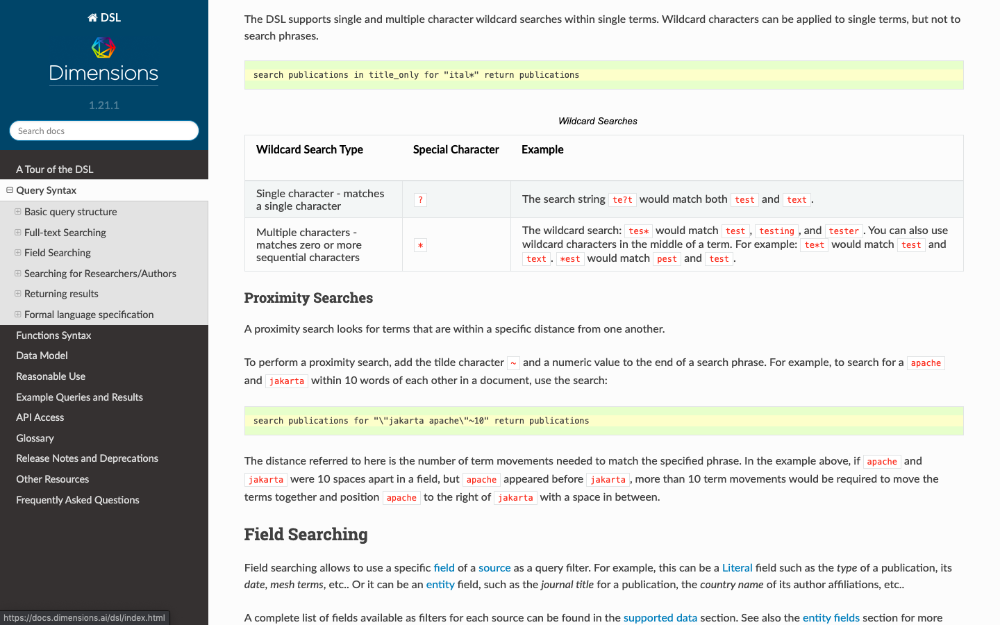 DSL
Dimensions
1.21.1
Search docs
A Tour of the DSL
Query Syntax
Basic query structure
Full-text Searching
Field Searching
Searching for Researchers/Authors
Returning results
Formal language specification
Functions Syntax
Data Model
Reasonable Use
Example Queries and Results
API Access
Glossary
Release Notes and Deprecations
Other Resources
Frequently Asked Questions
https://docs.dimensions.ai/dsl/index.html
The DSL supports single and multiple character wildcard searches within single terms. Wildcard characters can be applied to single terms, but not to
search phrases.
search publications in title_only for "ital*" return publications
Wildcard Searches
Wildcard Search Type Special Character Example
Single character - matches
a single character
?
The search string te?t would match both test and text.
Multiple characters -
matches zero or more
sequential characters
*
The wildcard search: tes* would match test, testing, and tester. You can also use
wildcard characters in the middle of a term. For example: te*t would match test and
text. *est would match pest and test.
Proximity Searches
A proximity search looks for terms that are within a specific distance from one another.
To perform a proximity search, add the tilde character ~ and a numeric value to the end of a search phrase. For example, to search for a apache
and jakarta within 10 words of each other in a document, use the search:
search publications for "\"jakarta apache\"~10" return publications
The distance referred to here is the number of term movements needed to match the specified phrase. In the example above, if apache and
jakarta were 10 spaces apart in a field, but apache appeared before jakarta, more than 10 term movements would be required to move the
terms together and position apache to the right of jakarta with a space in between.
Field Searching
Field searching allows to use a specific field of a source as a query filter. For example, this can be a Literal field such as the type of a publication, its
date, mesh terms, etc.. Or it can be an entity field, such as the journal title for a publication, the country name of its author affiliations, etc..
A complete list of fields available as filters for each source can be found in the supported data section. See also the entity fields section for more